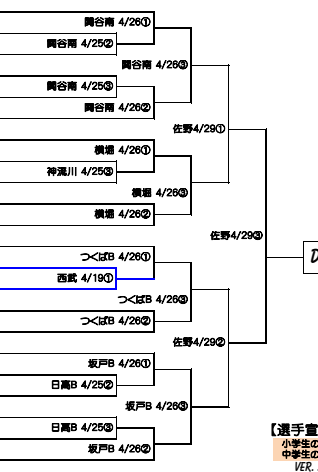 関谷南 4/26①
関谷南 4/25②
関谷南 4/26③
関谷南 4/25③
関谷南 4/26②
佐野4/29①
横堀 4/26①
神流川 4/25③
横堀 4/26③
横堀 4/26②
佐野4/29③
つくばB 4/26①
西武 4/19①
つくばB 4/26③
つくばB 4/26②
佐野4/29②
坂戸B 4/26①
日高B 4/25②
坂戸B 4/26③
日高B 4/25③
坂戸B 4/26②
【選手宣
小学生の
中学生の
VER.